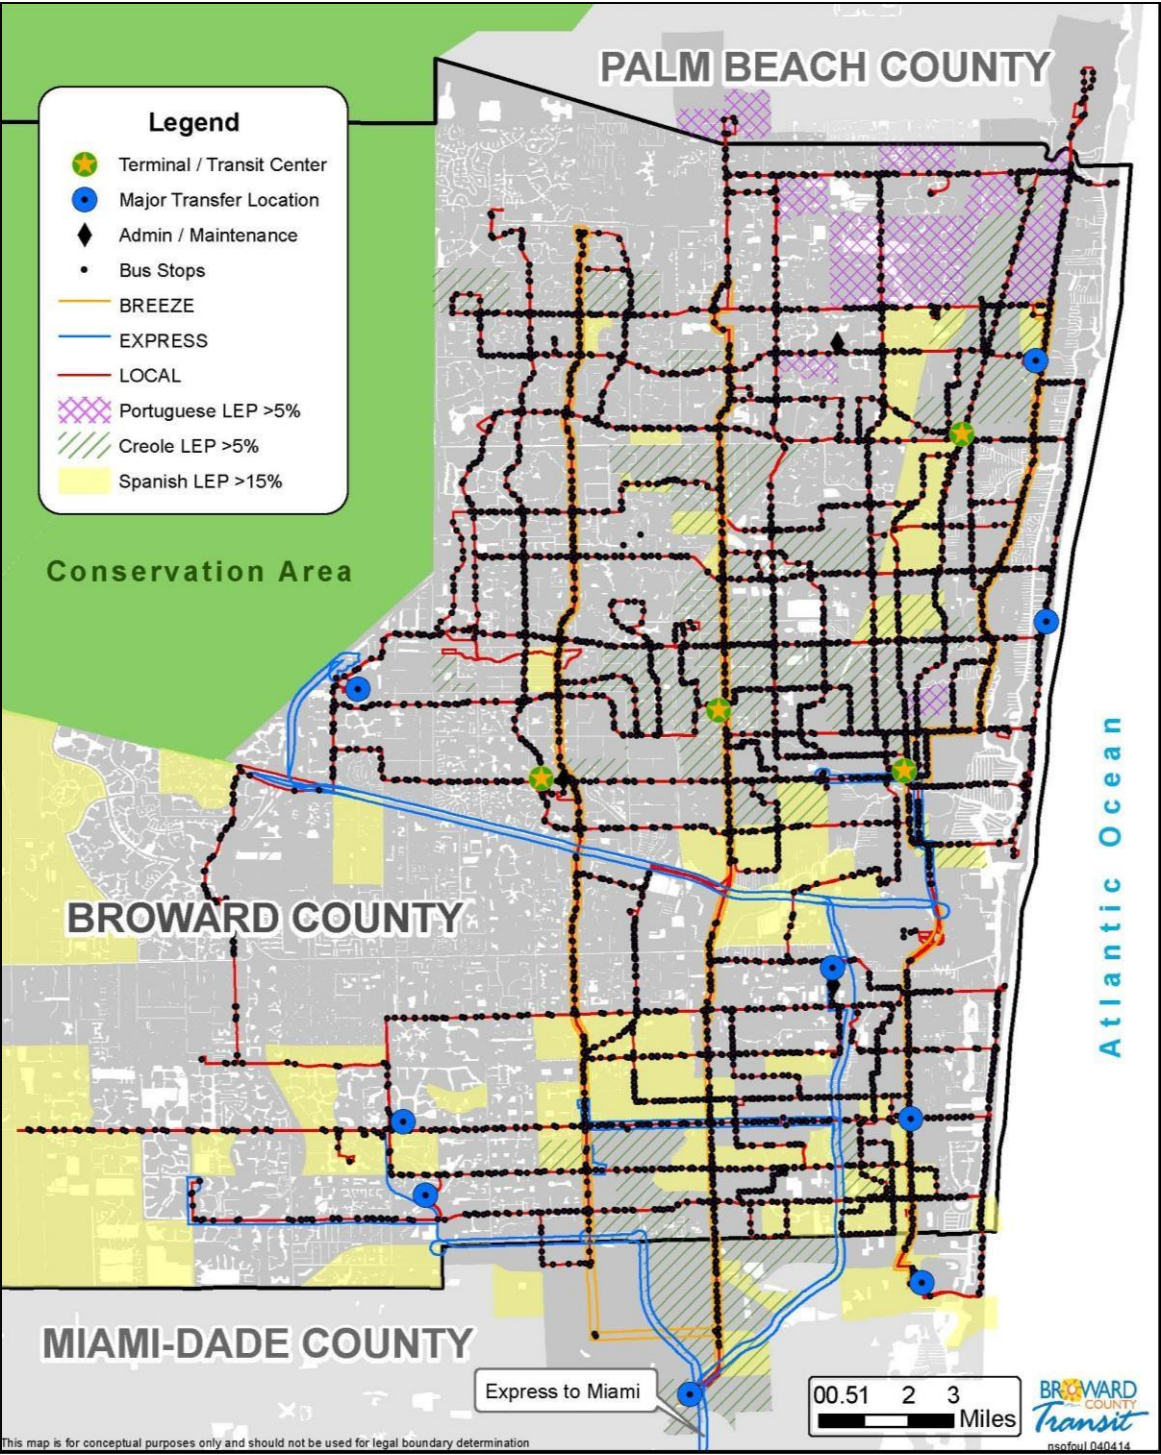 PALM BEACH COUNTY
Legend
Terminal / Transit Center
Major Transfer Location
Admin / Maintenance
Bus Stops
BREEZE
EXPRESS
LOCAL
Portuguese LEP >5%
Creole LEP >5%
Spanish LEP >15%
Conservation Area
Atlantic Ocean
BROWARD COUNTY
MIAMI-DADE COUNTY
Express to Miami
00.51 2 3
Miles
BROWARD
COUNTY
Transit
This map is for conceptual purposes only and should not be used for legal boundary determination
nsofoul 040414